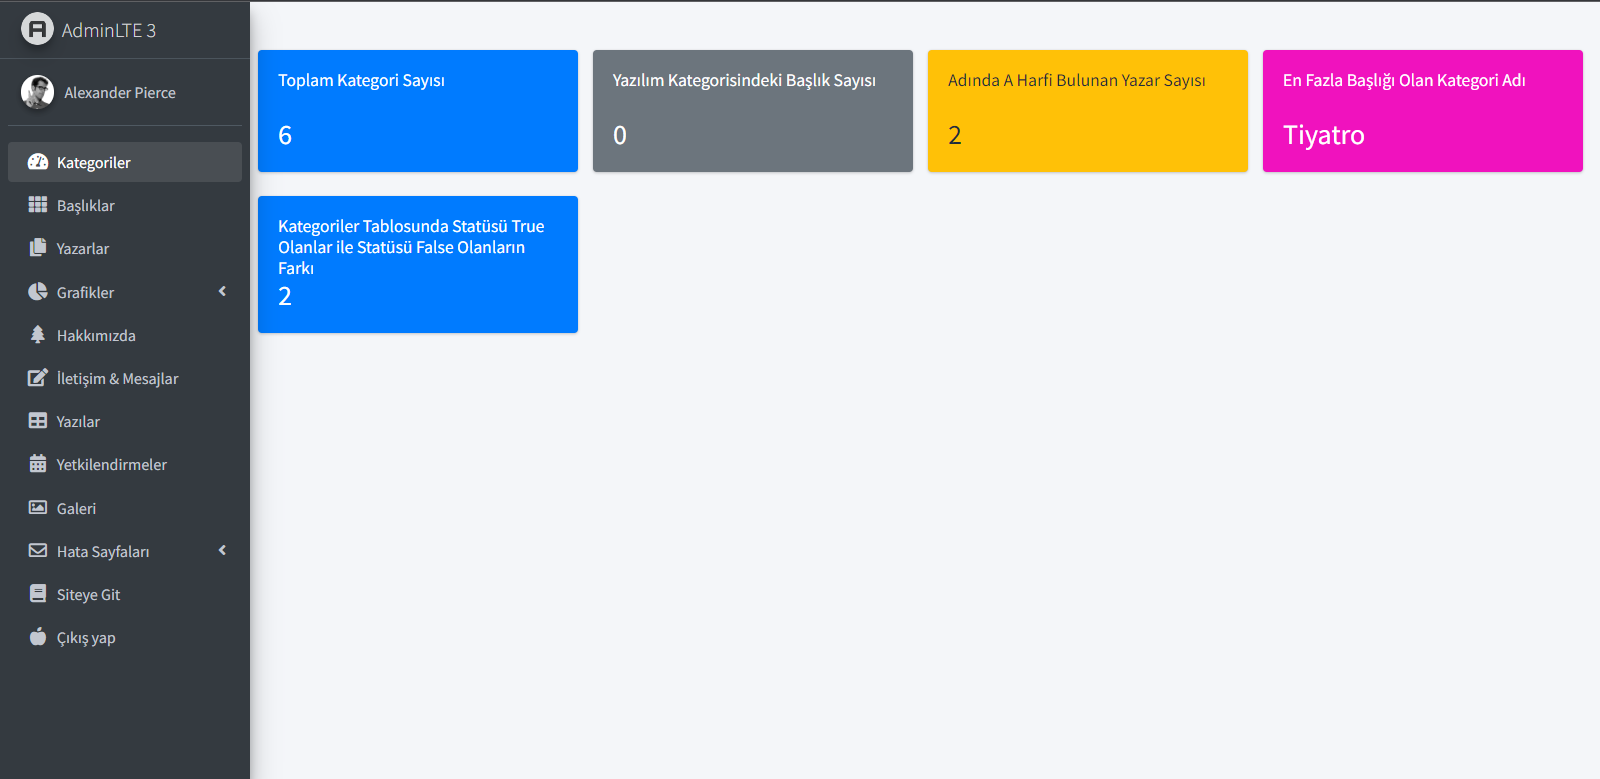 AdminLTE 3
Alexander Pierce
Kategoriler
Başlıklar
Yazarlar
Grafikler
Hakkımızda
İletişim & Mesajlar
Yazılar
Yetkilendirmeler
Galeri
Hata Sayfaları
Siteye Git
Çıkış yap
Toplam Kategori Sayısı
6
Yazılım Kategorisindeki Başlık Sayısı
0
Adında A Harfi Bulunan Yazar Sayısı
2
En Fazla Başlığı Olan Kategori Adı
Tiyatro
Kategoriler Tablosunda Statüsü True
Olanlar ile Statüsü False Olanların
Farkı
2